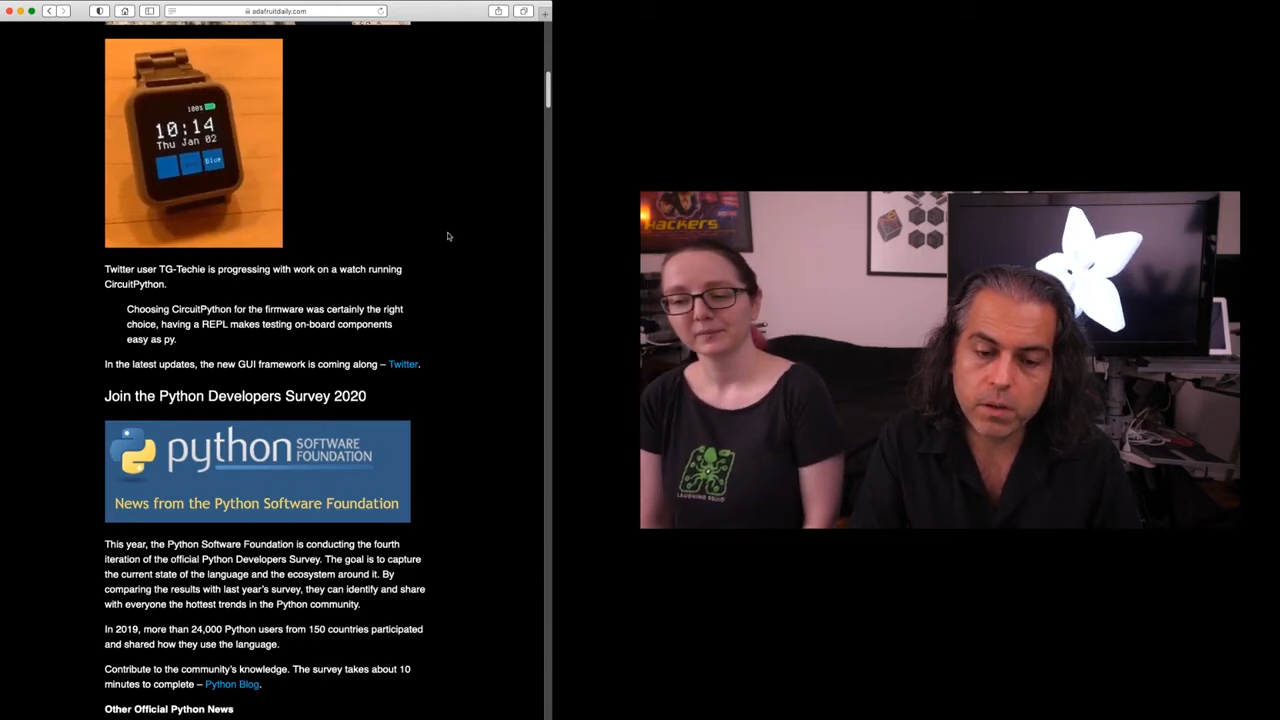 adafruitdaily.com
100%
10:14
Thu Jan 02
Blue
Twitter user TG-Techie is progressing with work on a watch running
CircuitPython.
Choosing CircuitPython for the firmware was certainly the right
choice, having a REPL makes testing on-board components
easy as py.
In the latest updates, the new GUI framework is coming along – Twitter.
Join the Python Developers Survey 2020
python SOFTWARE
FOUNDATION
News from the Python Software Foundation
This year, the Python Software Foundation is conducting the fourth
iteration of the official Python Developers Survey. The goal is to capture
the current state of the language and the ecosystem around it. By
comparing the results with last year's survey, they can identify and share
with everyone the hottest trends in the Python community.
In 2019, more than 24,000 Python users from 150 countries participated
and shared how they use the language.
Contribute to the community's knowledge. The survey takes about 10
minutes to complete – Python Blog.
Other Official Python News
HACKERS
LAUGHING SQUID